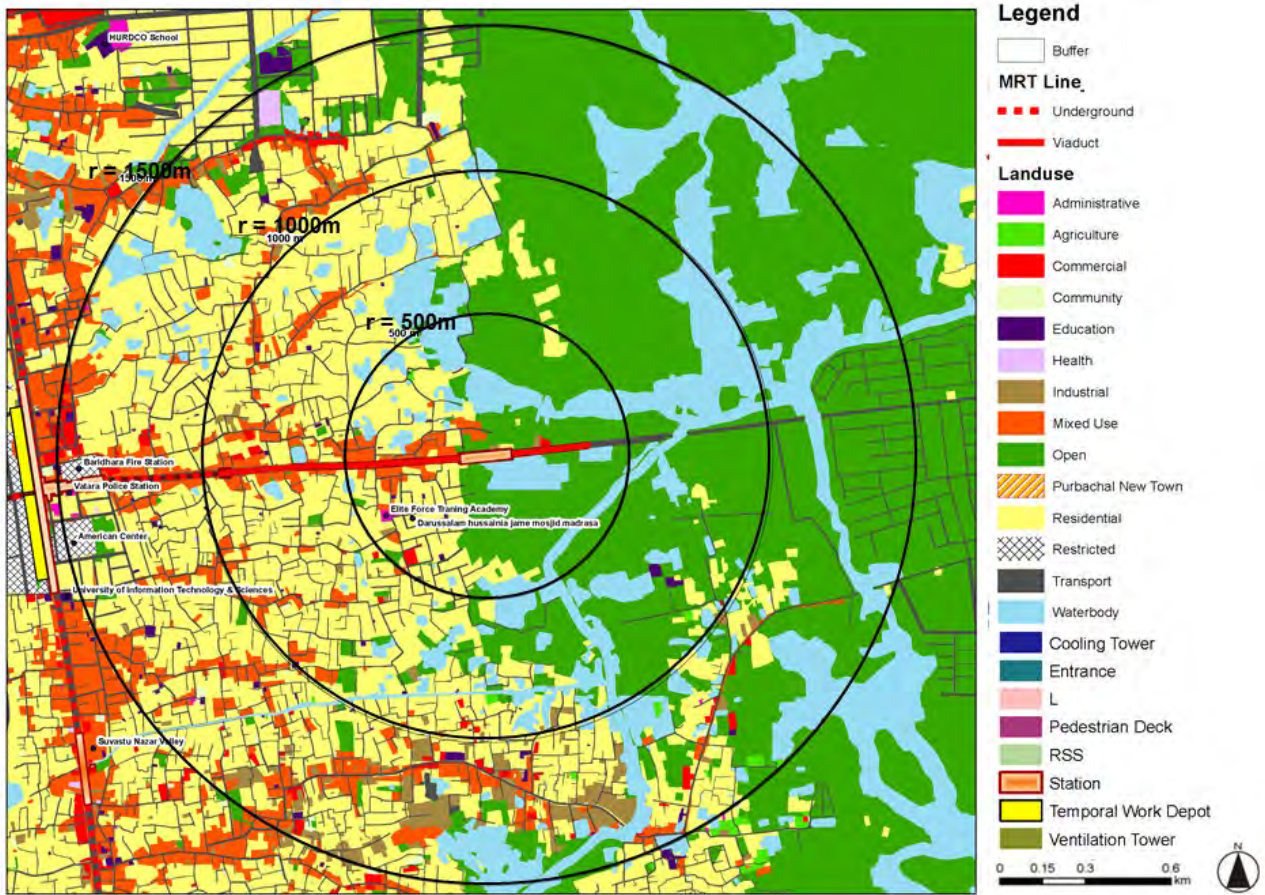 HURDCO School
r = 1500m
1500 m
r = 1000m
1000 m
r = 500m
500 m
Baridhara Fire Station
Vatara Police Station
Elite Force Traning Academy
Darussalam hussainia jame mosjid madrasa
American Center
University of Information Technology & Sciences
Suvastu Nazar Valley
Legend
Buffer
MRT Line
Underground
Viaduct
Landuse
Administrative
Agriculture
Commercial
Community
Education
Health
Industrial
Mixed Use
Open
Purbachal New Town
Residential
Restricted
Transport
Waterbody
Cooling Tower
Entrance
L
Pedestrian Deck
RSS
Station
Temporal Work Depot
Ventilation Tower
0 0.15 0.3 0.6
km
N